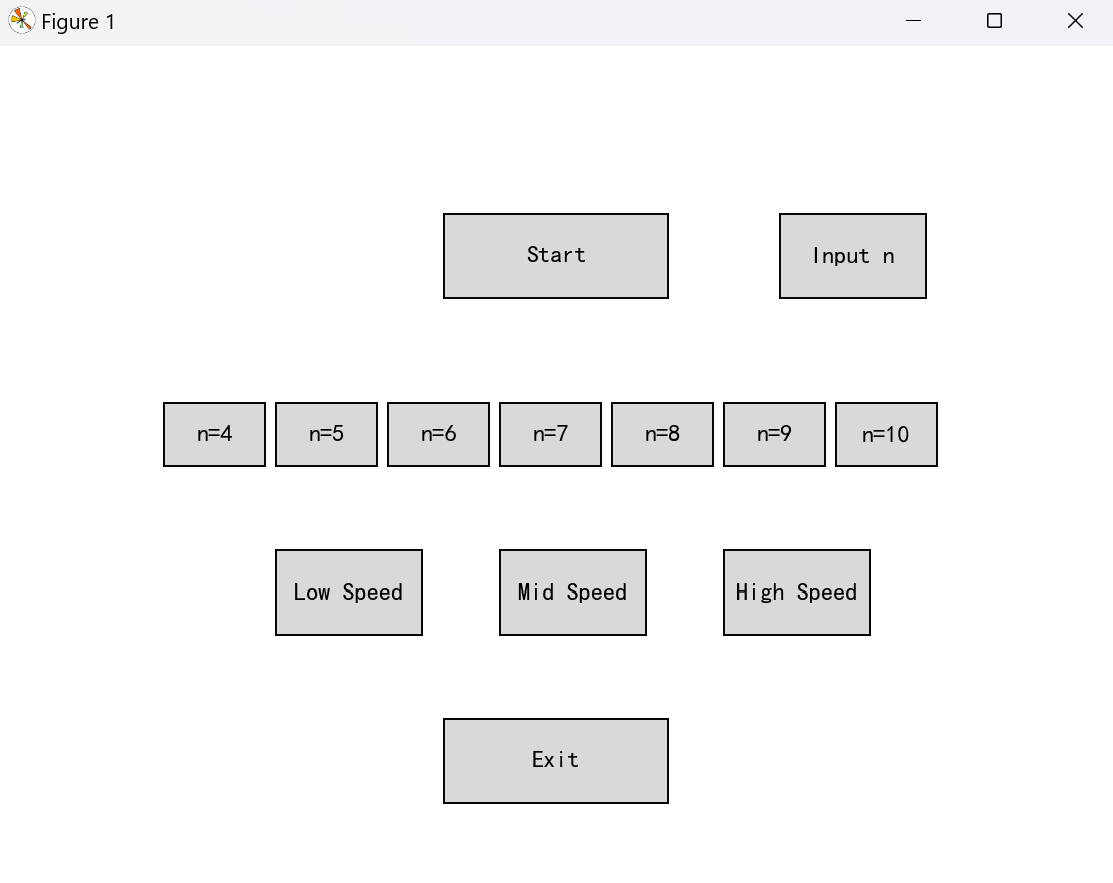 Figure 1
Start
Input n
n=4 n=5 n=6 n=7 n=8 n=9 n=10
Low Speed Mid Speed High Speed
Exit